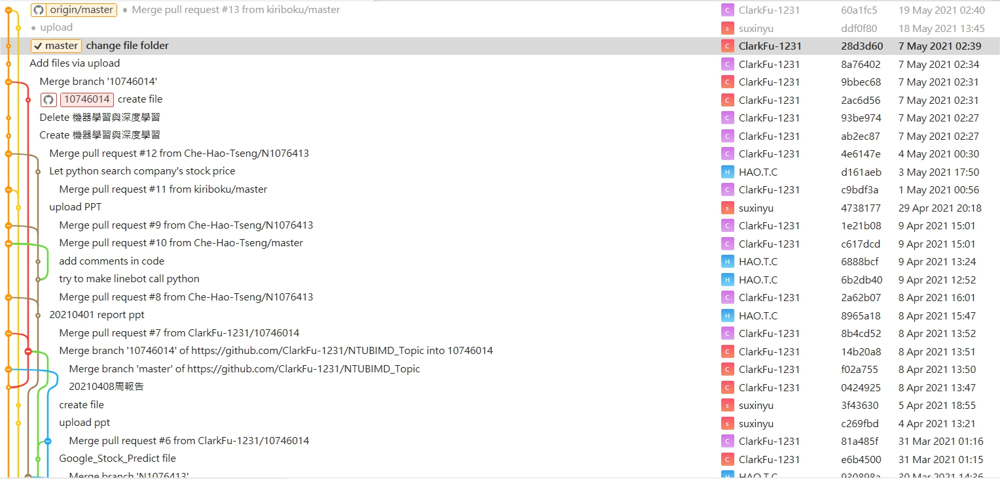 origin/master Merge pull request #13 from kiriboku/master C ClarkFu-1231 60a1fc5 19 May 2021 02:40
upload s suxinyu ddf0f80 18 May 2021 13:45
master change file folder C ClarkFu-1231 28d3d60 7 May 2021 02:39
Add files via upload C ClarkFu-1231 8a76402 7 May 2021 02:34
Merge branch '10746014' C ClarkFu-1231 9bbec68 7 May 2021 02:31
10746014 create file C ClarkFu-1231 2ac6d56 7 May 2021 02:31
Delete 機器學習與深度學習 C ClarkFu-1231 93be974 7 May 2021 02:27
Create 機器學習與深度學習 C ClarkFu-1231 ab2ec87 7 May 2021 02:27
Merge pull request #12 from Che-Hao-Tseng/N1076413 C ClarkFu-1231 4e6147e 4 May 2021 00:30
Let python search company's stock price H HAO.T.C d161aeb 3 May 2021 17:50
Merge pull request #11 from kiriboku/master C ClarkFu-1231 c9bdf3a 1 May 2021 00:56
upload PPT s suxinyu 4738177 29 Apr 2021 20:18
Merge pull request #9 from Che-Hao-Tseng/N1076413 C ClarkFu-1231 1e21b08 9 Apr 2021 15:01
Merge pull request #10 from Che-Hao-Tseng/master C ClarkFu-1231 c617dcd 9 Apr 2021 15:01
add comments in code H HAO.T.C 6888bcf 9 Apr 2021 13:24
try to make linebot call python H HAO.T.C 6b2db40 9 Apr 2021 12:52
Merge pull request #8 from Che-Hao-Tseng/N1076413 C ClarkFu-1231 2a62b07 8 Apr 2021 16:01
20210401 report ppt H HAO.T.C 8965a18 8 Apr 2021 15:47
Merge pull request #7 from ClarkFu-1231/10746014 C ClarkFu-1231 8b4cd52 8 Apr 2021 13:52
Merge branch '10746014' of https://github.com/ClarkFu-1231/NTUBIMD_Topic into 10746014 C ClarkFu-1231 14b20a8 8 Apr 2021 13:51
Merge branch 'master' of https://github.com/ClarkFu-1231/NTUBIMD_Topic C ClarkFu-1231 f02a755 8 Apr 2021 13:50
20210408周報告 C ClarkFu-1231 0424925 8 Apr 2021 13:47
create file s suxinyu 3f43630 5 Apr 2021 18:55
upload ppt s suxinyu c269fbd 4 Apr 2021 13:21
Merge pull request #6 from ClarkFu-1231/10746014 C ClarkFu-1231 81a485f 31 Mar 2021 01:16
Google_Stock_Predict file C ClarkFu-1231 e6b4500 31 Mar 2021 01:15
Merge branch 'N1076413' H HAO.T.C 930898a 30 Mar 2021 14:36